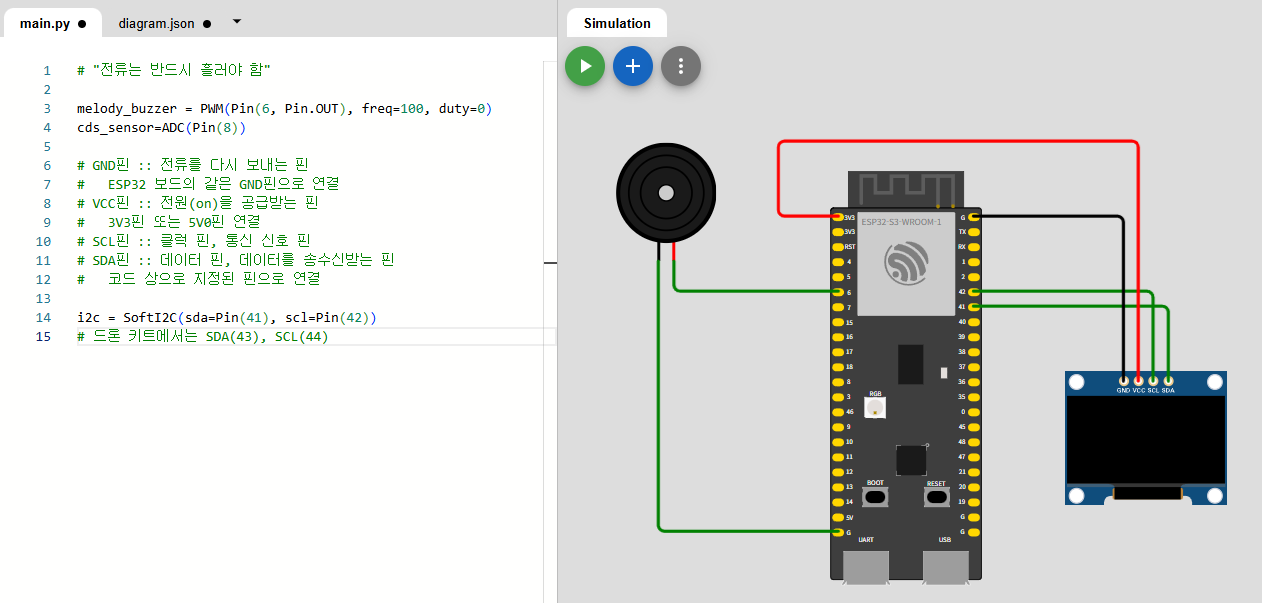 main.py
diagram.json
Simulation
1 # "전류는 반드시 흘러야 함"
2
3 melody_buzzer = PWM(Pin(6, Pin.OUT), freq=100, duty=0)
4 cds_sensor=ADC(Pin(8))
5
6 # GND핀 :: 전류를 다시 보내는 핀
7 #   ESP32 보드의 같은 GND핀으로 연결
8 # VCC핀 :: 전원(on)을 공급받는 핀
9 #   3V3핀 또는 5V0핀 연결
10 # SCL핀 :: 클럭 핀, 통신 신호 핀
11 # SDA핀 :: 데이터 핀, 데이터를 송수신받는 핀
12 #   코드 상으로 지정된 핀으로 연결
13
14 i2c = SoftI2C(sda=Pin(41), scl=Pin(42))
15 # 드론 키트에서는 SDA(43), SCL(44)
ESP32-S3-WROOM-1
3V3 G
3V3 TX
RST RX
4 1
5 2
6 42
7 41
15 40
16 39
17 38
18 37
8 36
3 35
46 0
9 45
10 48
11 47
12 21
13 20
14 19
5V G
G G
RGB
BOOT RESET
UART USB
GND VCC SCL SDA